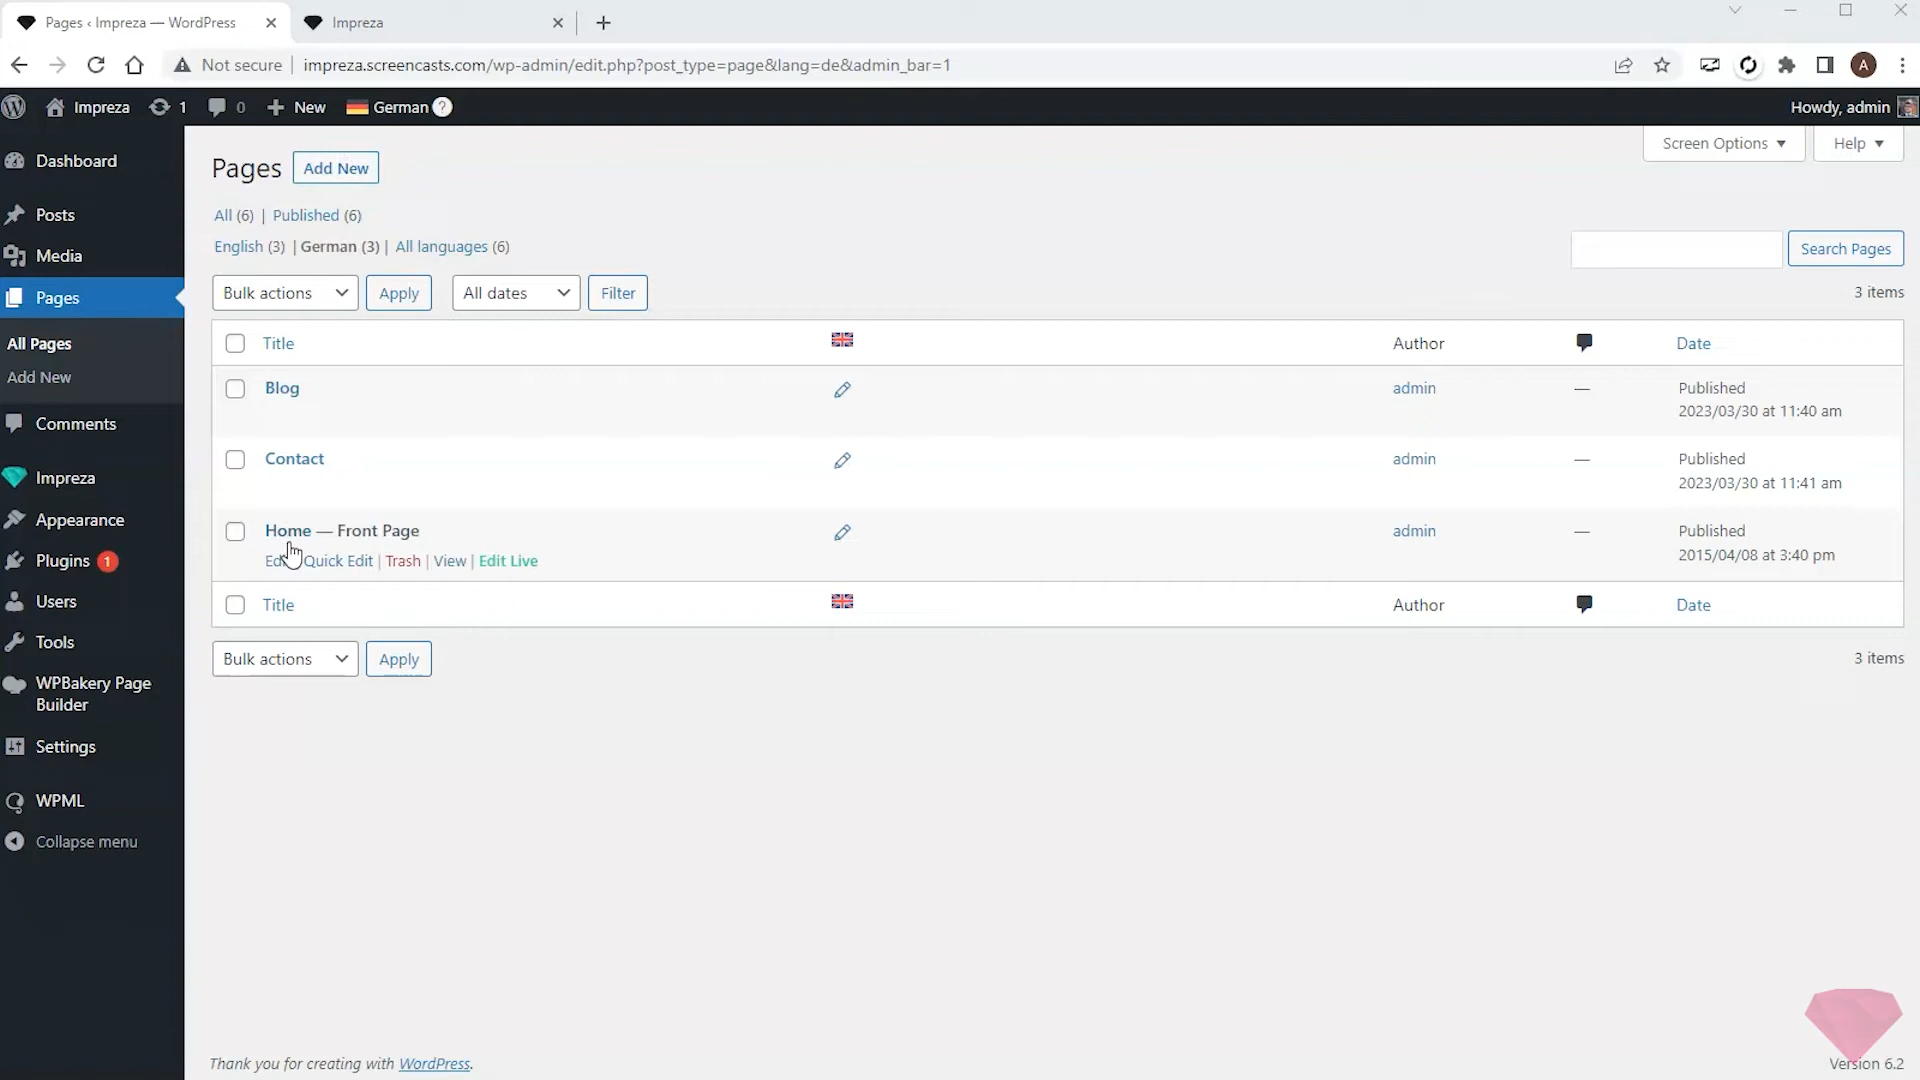 Pages ‹ Impreza — WordPress
Impreza
Not secure
impreza.screencasts.com/wp-admin/edit.php?post_type=page&lang=de&admin_bar=1
A
Impreza
1
0
New
German
?
Howdy, admin
Screen Options
Help
Dashboard
Posts
Media
Pages
All Pages
Add New
Comments
Impreza
Appearance
Plugins 1
Users
Tools
WPBakery Page
Builder
Settings
WPML
Collapse menu
Pages
Add New
All (6) | Published (6)
English (3) | German (3) | All languages (6)
Search Pages
Bulk actions
Apply
All dates
Filter
3 items
Title
Author
Date
Blog
admin
—
Published
2023/03/30 at 11:40 am
Contact
admin
—
Published
2023/03/30 at 11:41 am
Home — Front Page
admin
—
Published
Quick Edit | Trash | View | Edit Live
2015/04/08 at 3:40 pm
Title
Author
Date
Bulk actions
Apply
3 items
Thank you for creating with WordPress.
Version 6.2